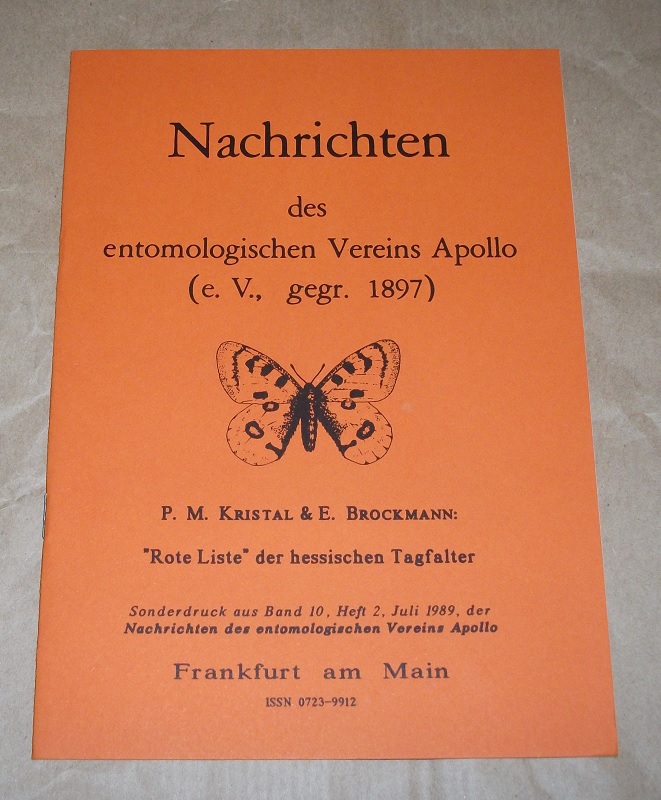 Nachrichten
des
entomologischen Vereins Apollo
(e. V., gegr. 1897)
P. M. KRISTAL & E. BROCKMANN:
"Rote Liste" der hessischen Tagfalter
Sonderdruck aus Band 10, Heft 2, Juli 1989, der
Nachrichten des entomologischen Vereins Apollo
Frankfurt am Main
ISSN 0723-9912